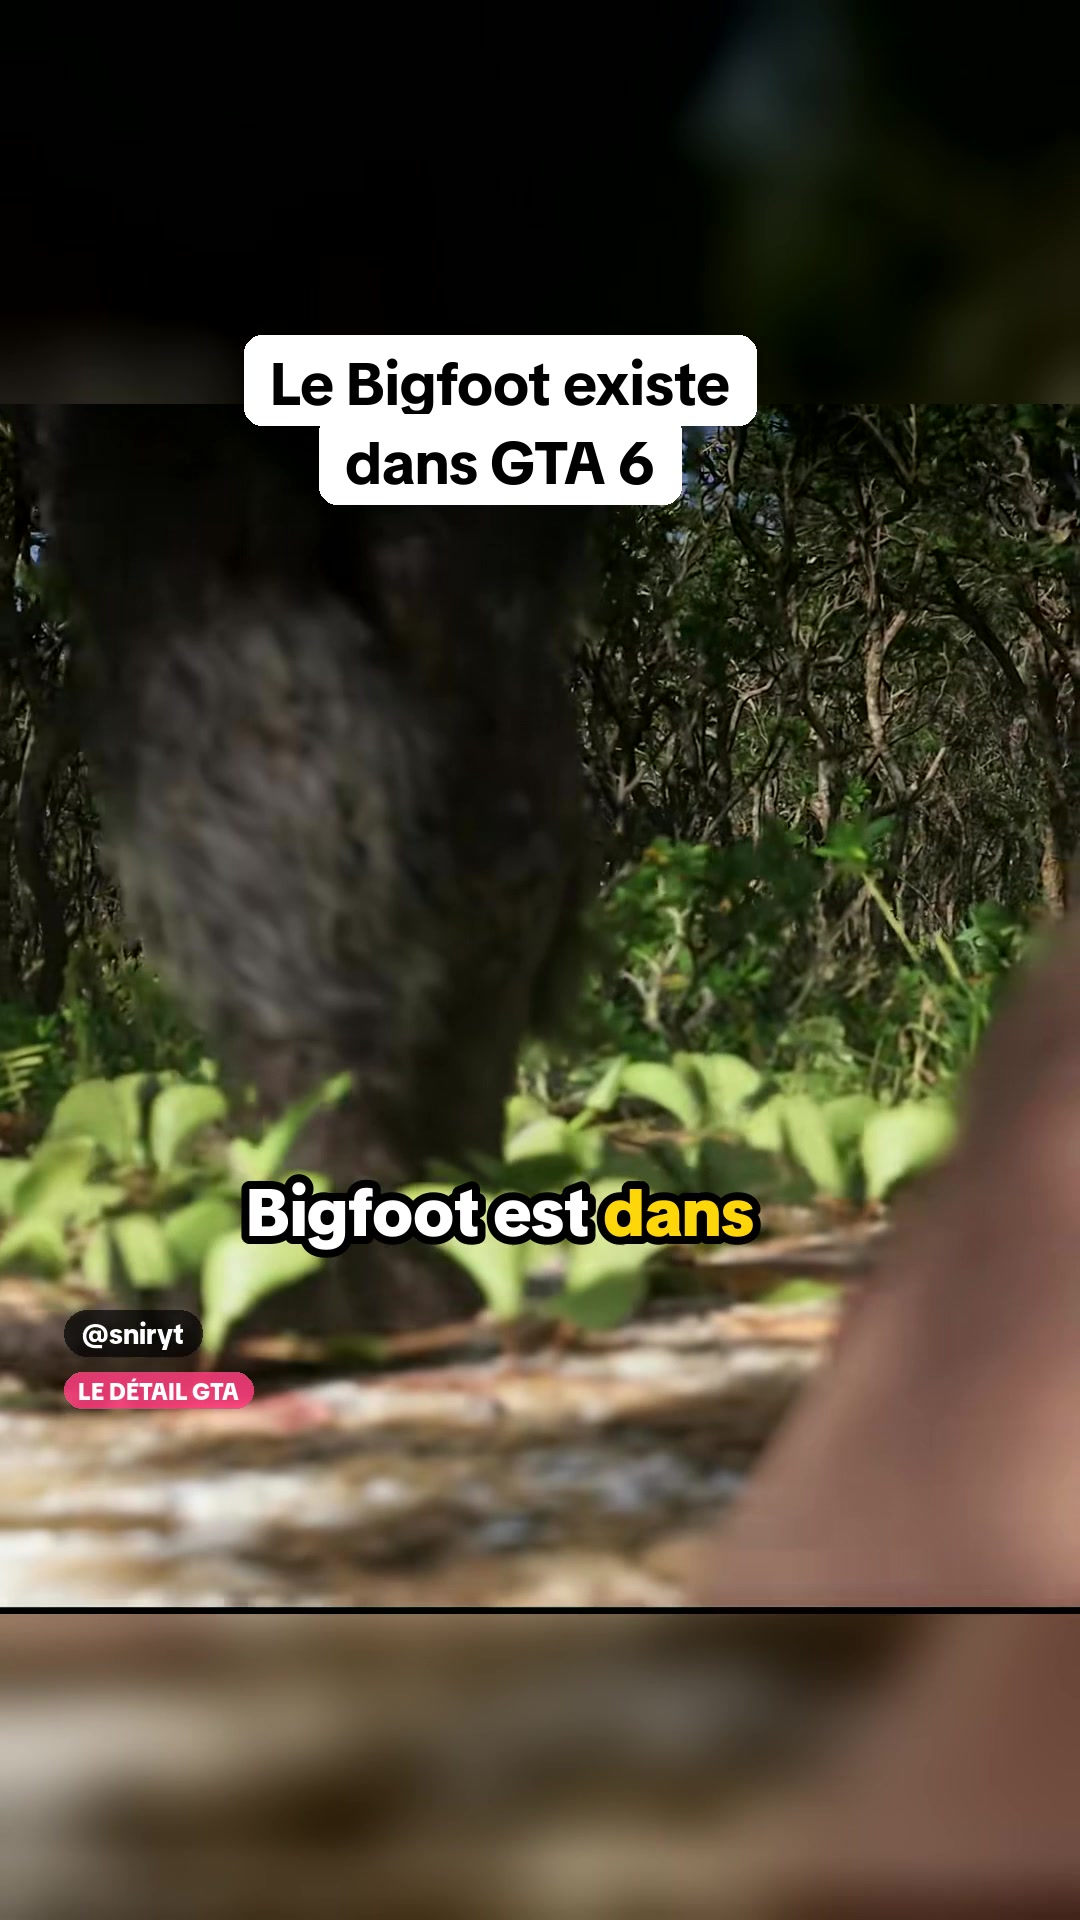 Le Bigfoot existe
dans GTA 6
Bigfoot est dans
@sniryt
LE DÉTAIL GTA